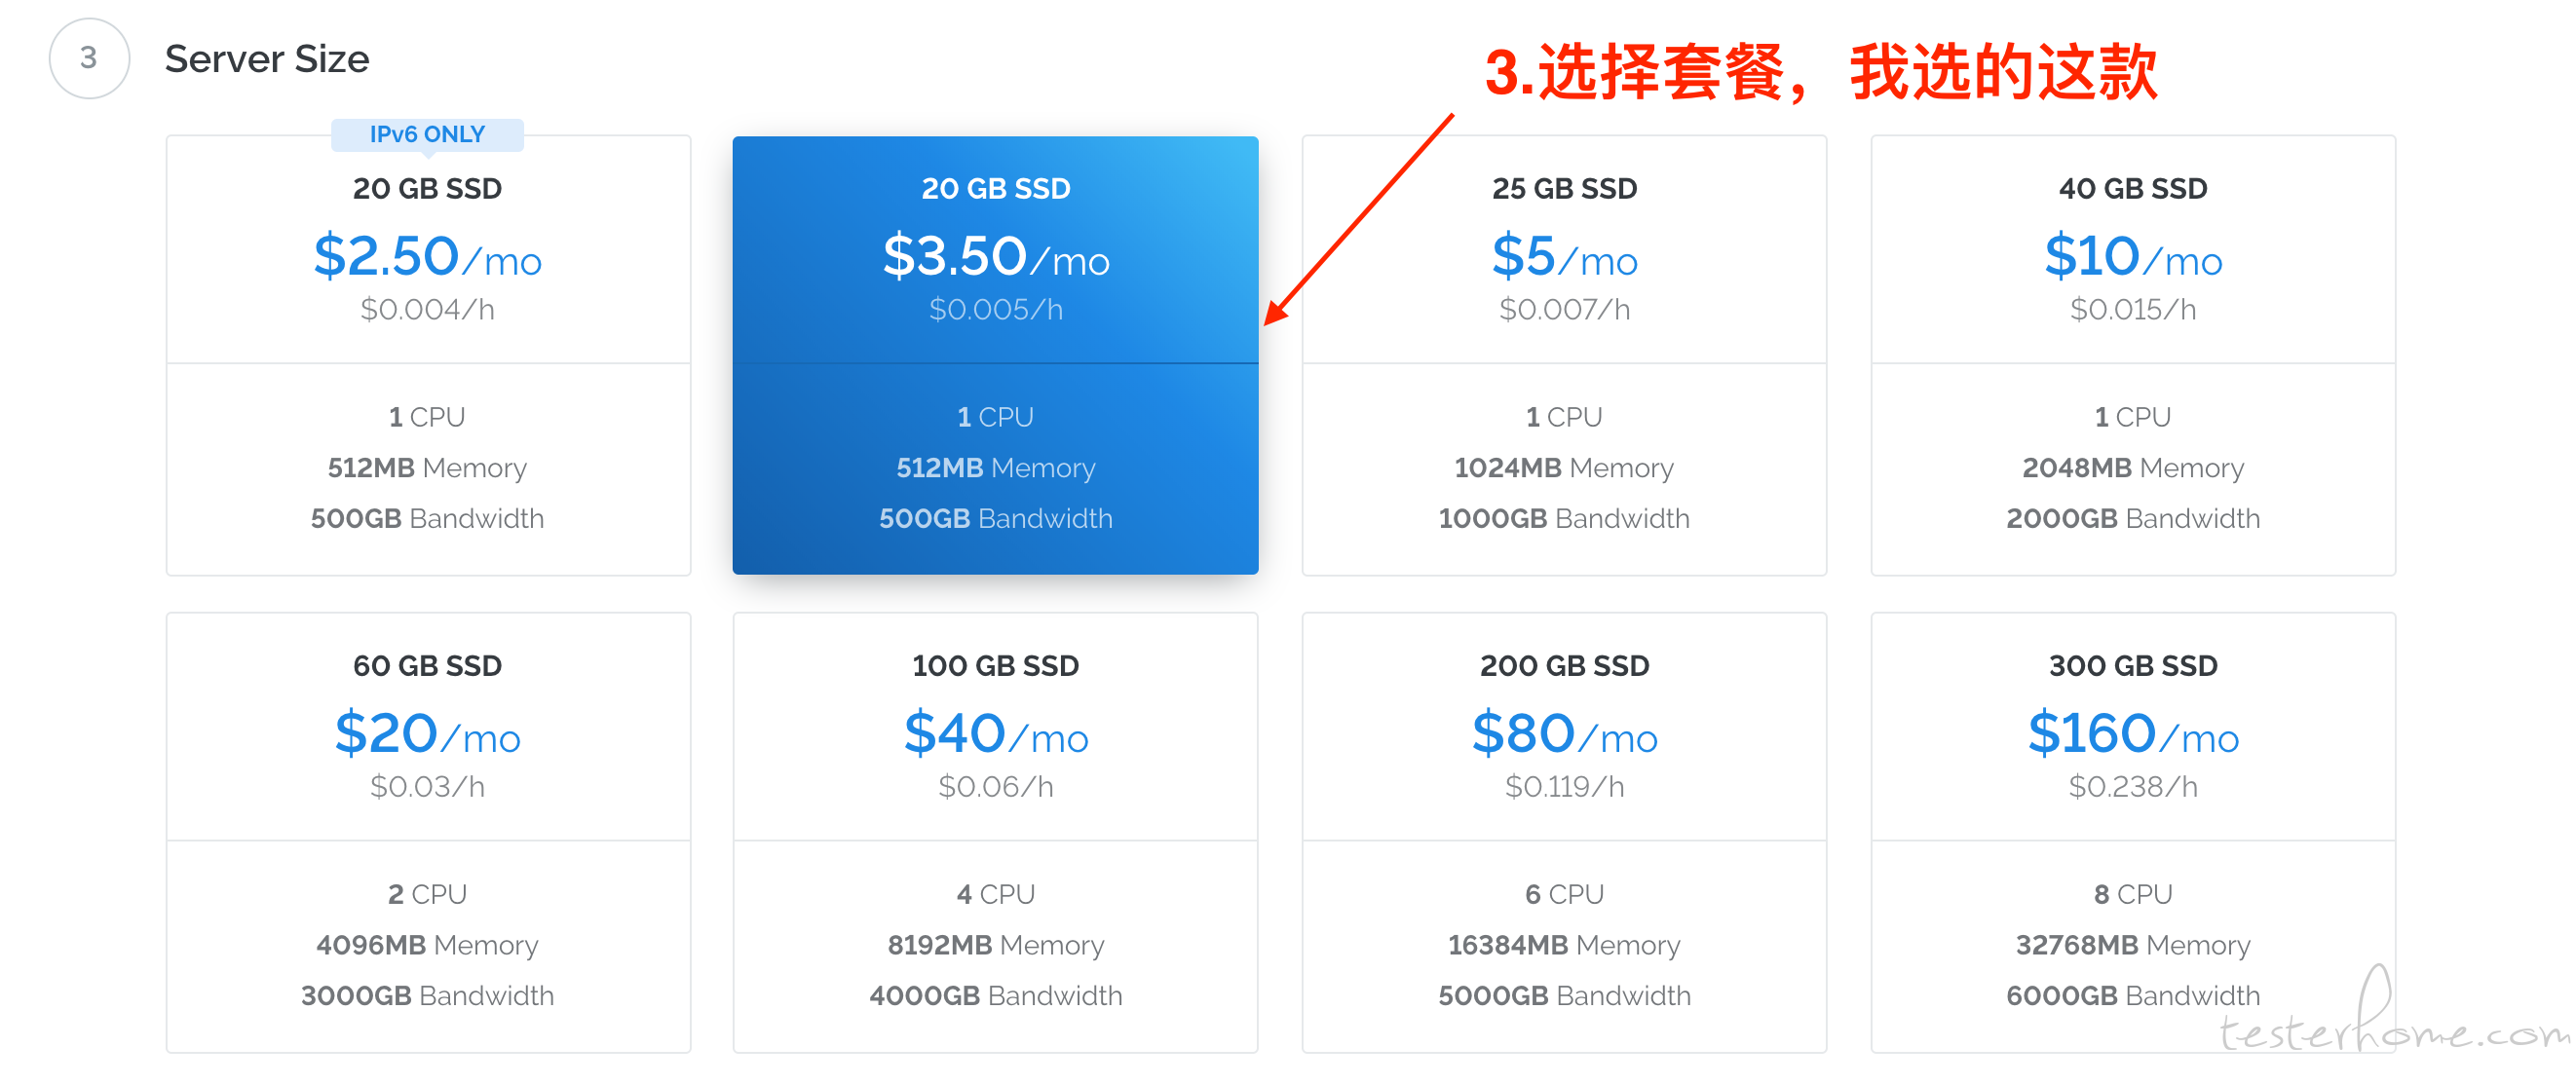 3
Server Size
3.选择套餐，我选的这款
IPv6 ONLY
20 GB SSD
$2.50/mo
$0.004/h
1 CPU
512MB Memory
500GB Bandwidth
20 GB SSD
$3.50/mo
$0.005/h
1 CPU
512MB Memory
500GB Bandwidth
25 GB SSD
$5/mo
$0.007/h
1 CPU
1024MB Memory
1000GB Bandwidth
40 GB SSD
$10/mo
$0.015/h
1 CPU
2048MB Memory
2000GB Bandwidth
60 GB SSD
$20/mo
$0.03/h
2 CPU
4096MB Memory
3000GB Bandwidth
100 GB SSD
$40/mo
$0.06/h
4 CPU
8192MB Memory
4000GB Bandwidth
200 GB SSD
$80/mo
$0.119/h
6 CPU
16384MB Memory
5000GB Bandwidth
300 GB SSD
$160/mo
$0.238/h
8 CPU
32768MB Memory
6000GB Bandwidth
testerhome.com